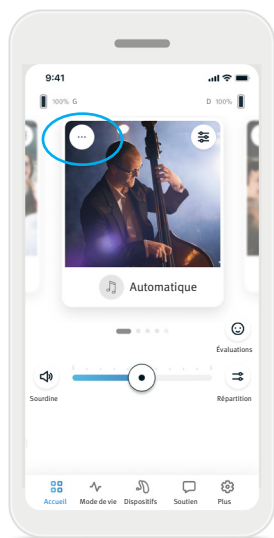 9:41
100% G
D 100%
Automatique
Évaluations
Sourdine
Répartition
Accueil
Mode de vie
Dispositifs
Soutien
Plus